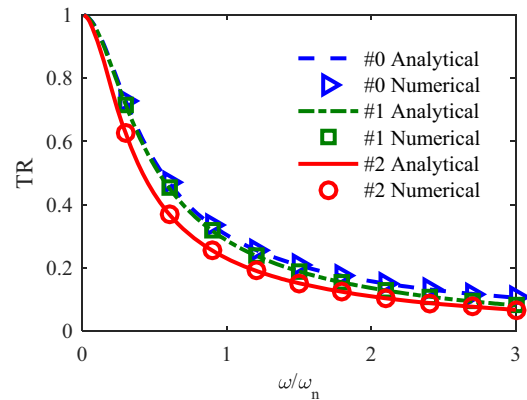 1
0.8
0.6
0.4
0.2
0
TR
#0 Analytical
#0 Numerical
#1 Analytical
#1 Numerical
#2 Analytical
#2 Numerical
0 1 2 3
ω/ωn